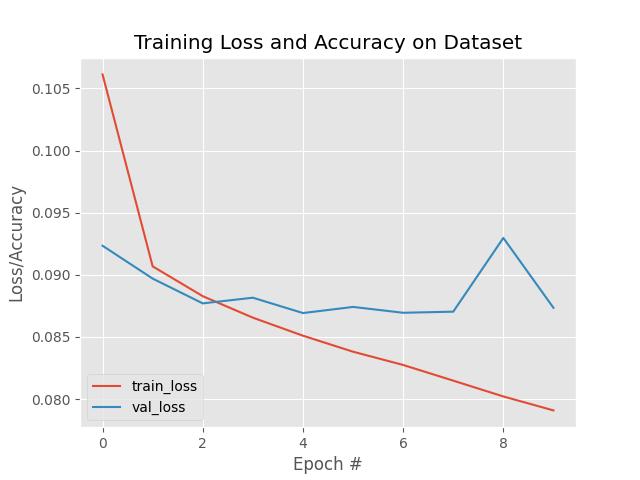 Training Loss and Accuracy on Dataset
Loss/Accuracy
0.105
0.100
0.095
0.090
0.085
0.080
train_loss
val_loss
0 2 4 6 8
Epoch #